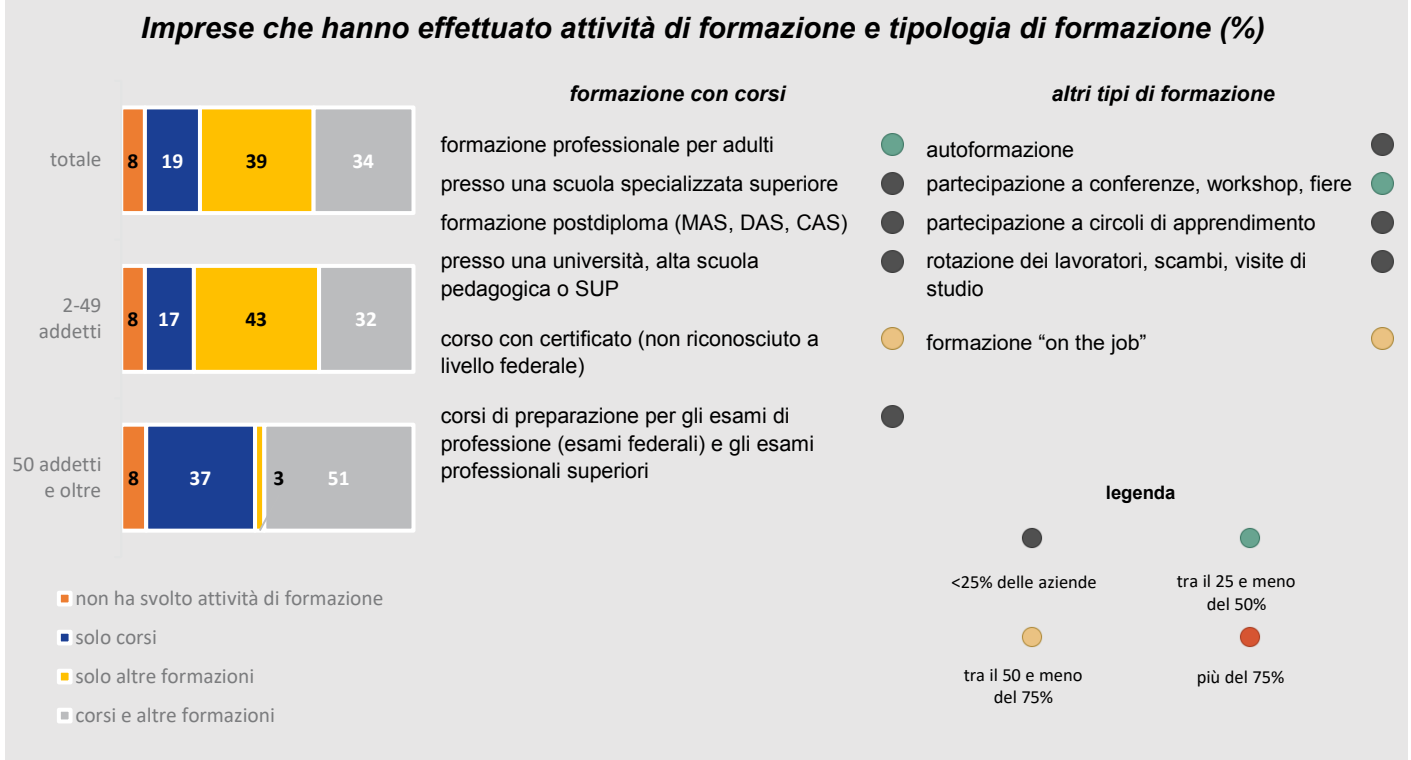 Imprese che hanno effettuato attività di formazione e tipologia di formazione (%)
totale
8 19 39 34
2-49
addetti
8 17 43 32
50 addetti
e oltre
8 37 3 51
non ha svolto attività di formazione
solo corsi
solo altre formazioni
corsi e altre formazioni
formazione con corsi
formazione professionale per adulti
presso una scuola specializzata superiore
formazione postdiploma (MAS, DAS, CAS)
presso una università, alta scuola
pedagogica o SUP
corso con certificato (non riconosciuto a
livello federale)
corsi di preparazione per gli esami di
professione (esami federali) e gli esami
professionali superiori
altri tipi di formazione
autoformazione
partecipazione a conferenze, workshop, fiere
partecipazione a circoli di apprendimento
rotazione dei lavoratori, scambi, visite di
studio
formazione “on the job”
legenda
<25% delle aziende
tra il 25 e meno
del 50%
tra il 50 e meno
del 75%
più del 75%